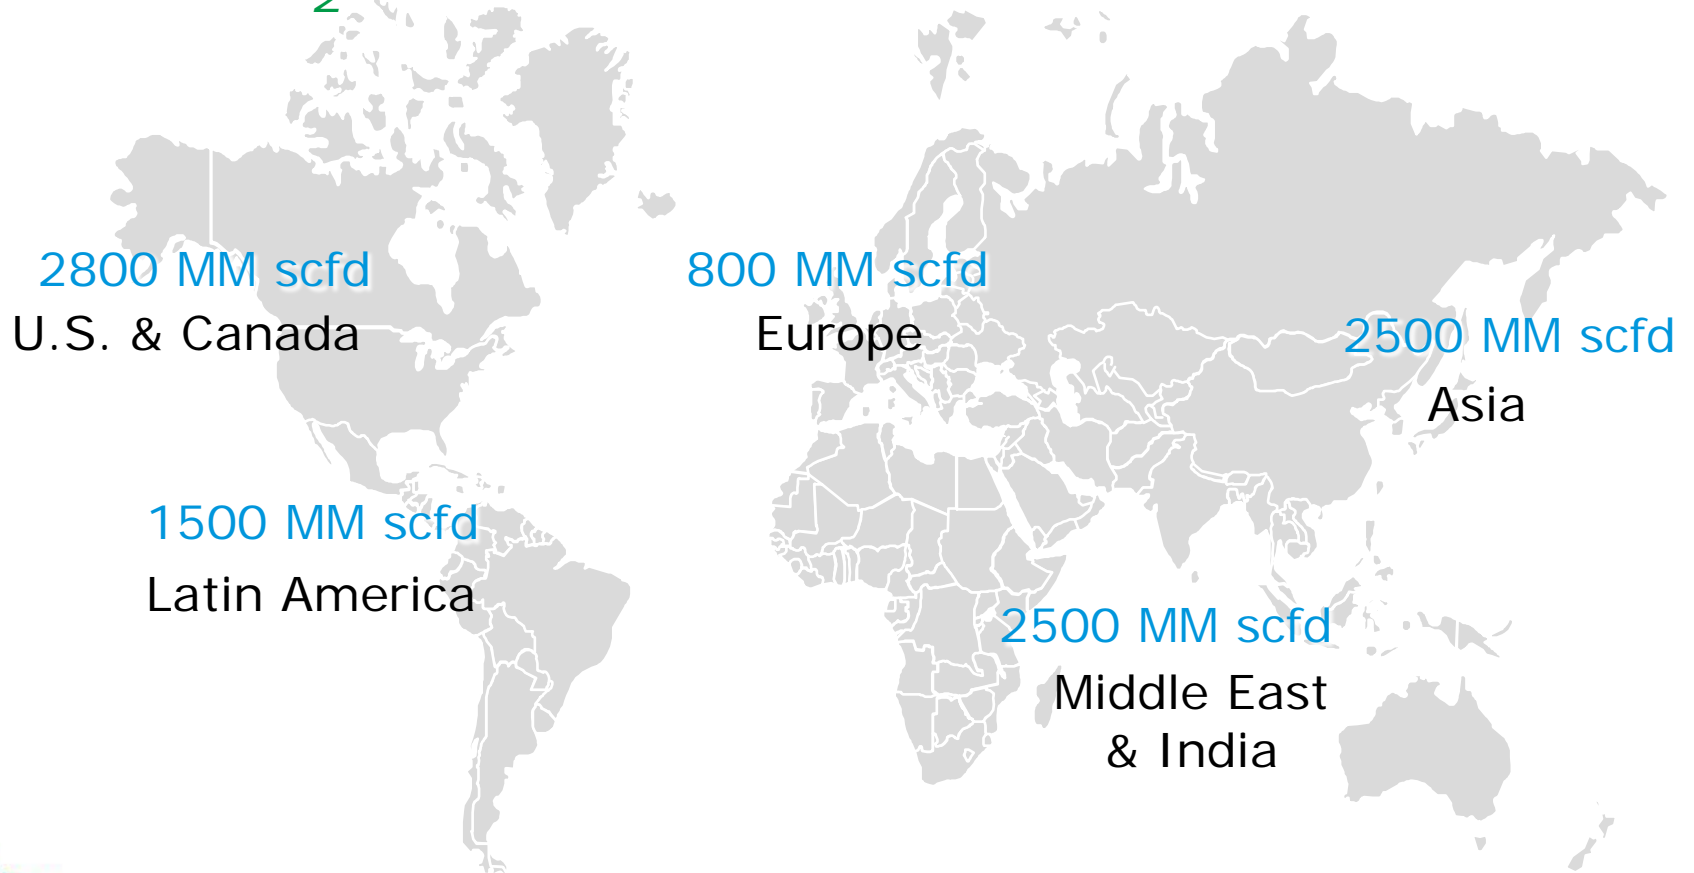 2
2800 MM scfd
U.S. & Canada
800 MM scfd
Europe
2500 MM scfd
Asia
1500 MM scfd
Latin America
2500 MM scfd
Middle East
& India